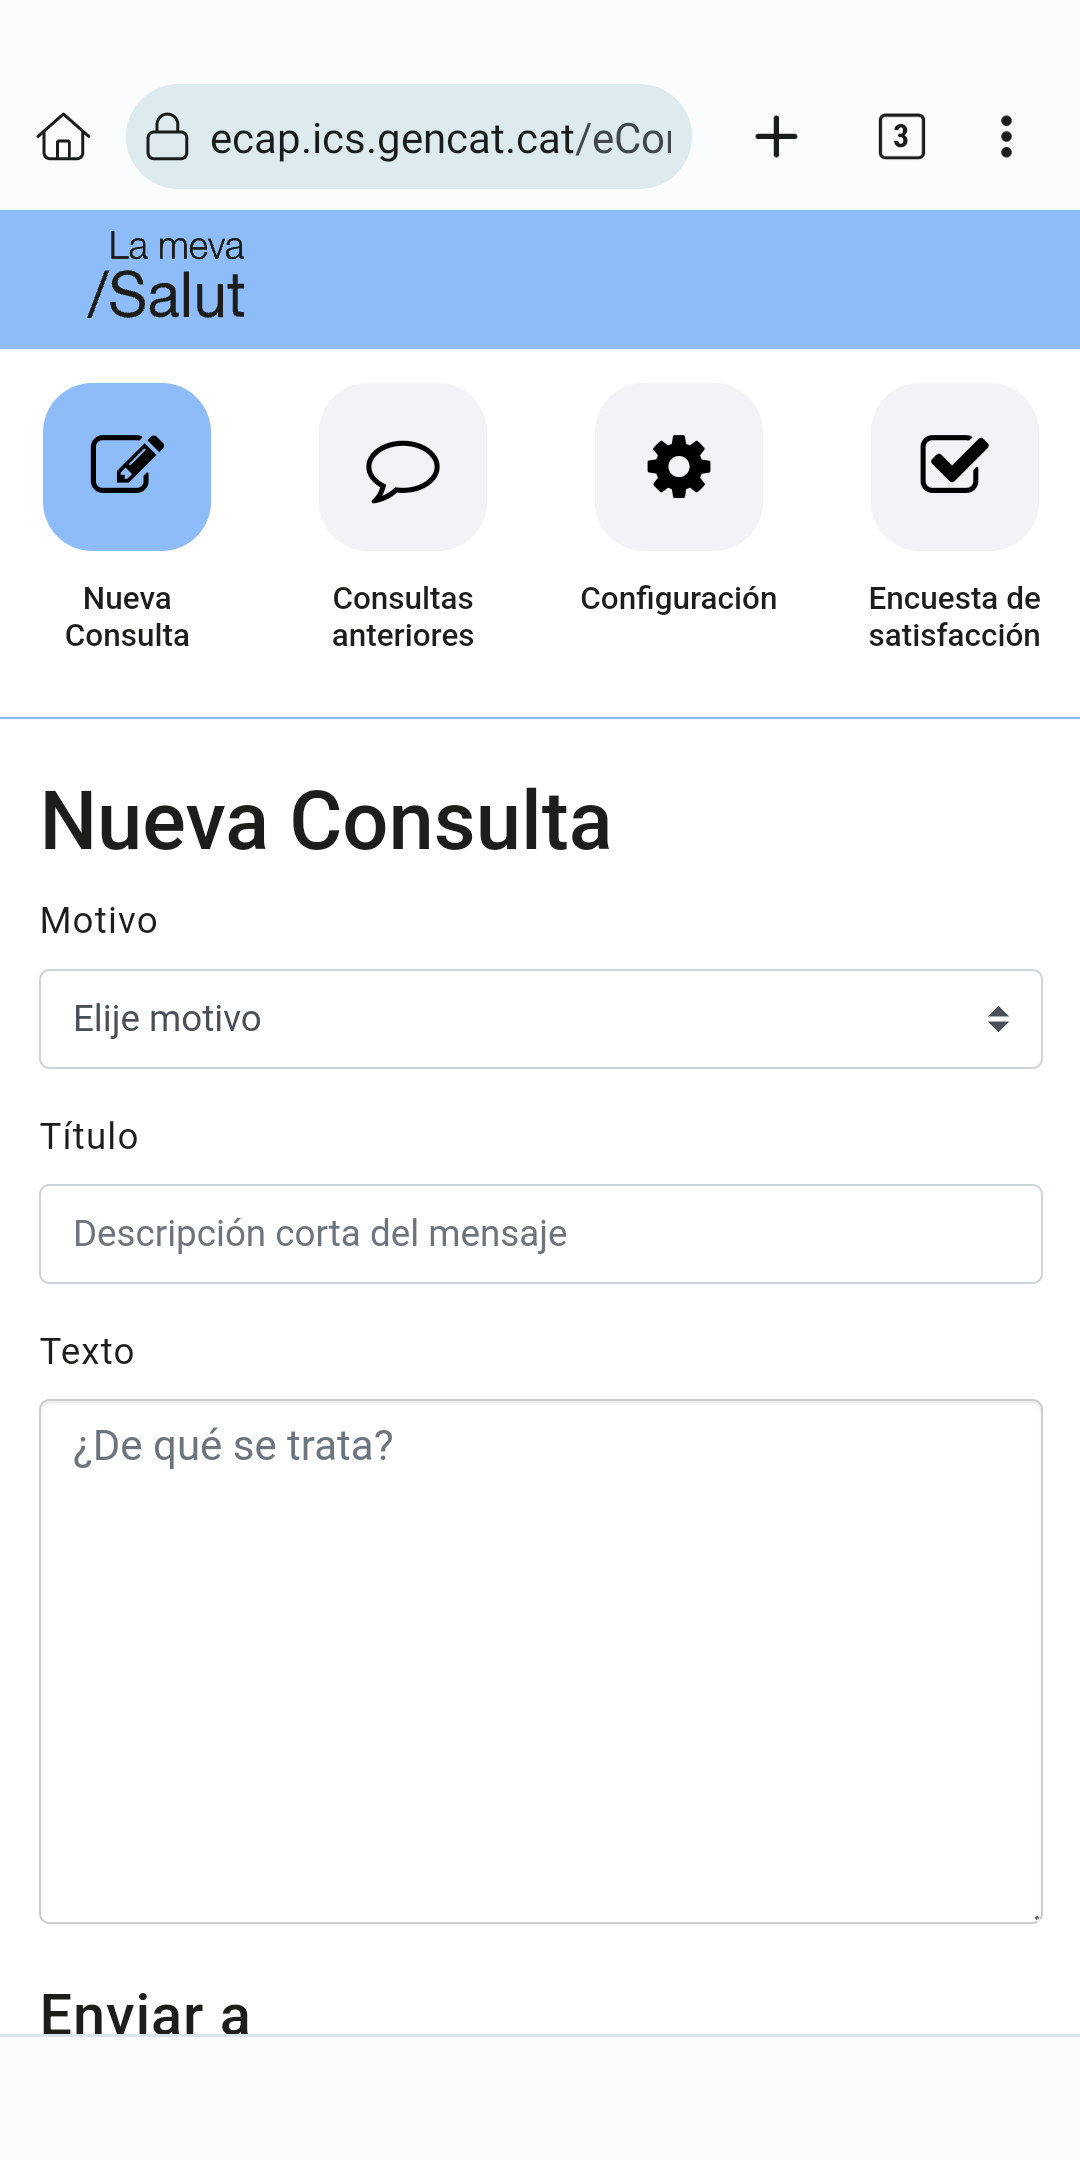 ecap.ics.gencat.cat/eCo
3
La meva
/Salut
Nueva
Consulta
Consultas
anteriores
Configuración
Encuesta de
satisfacción
Nueva Consulta
Motivo
Elije motivo
Título
Descripción corta del mensaje
Texto
¿De qué se trata?
Enviar a